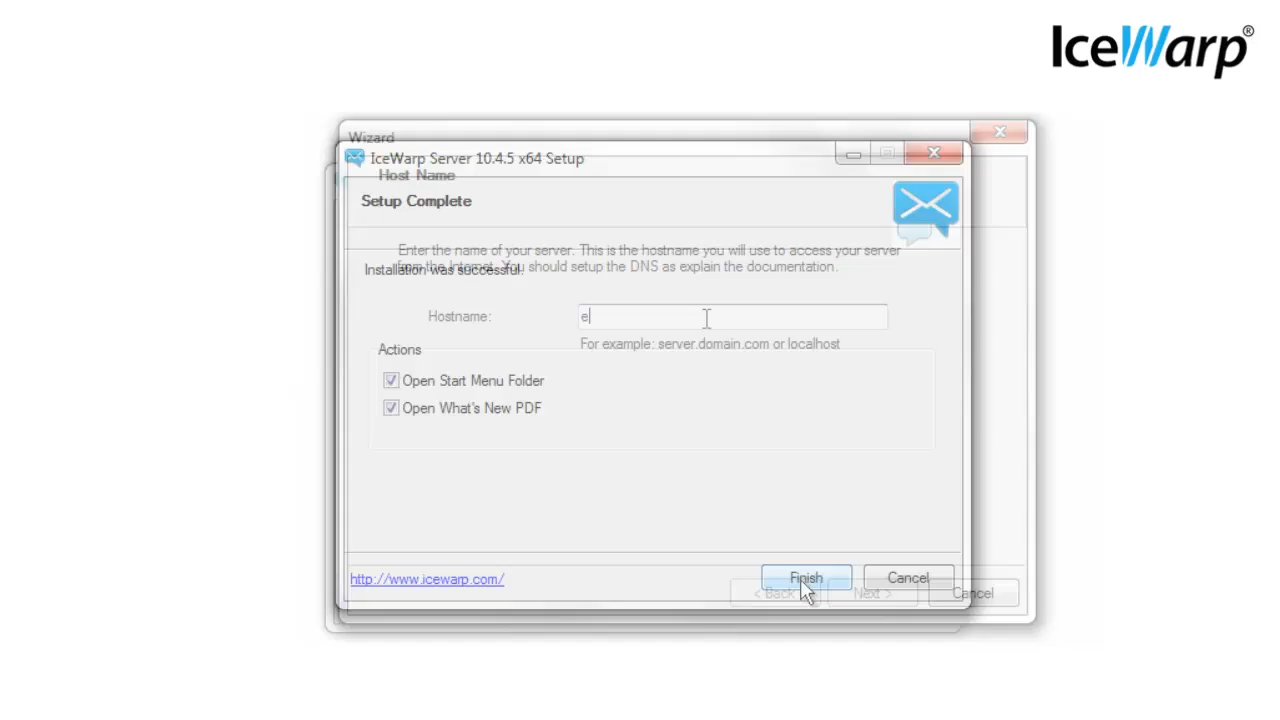 IceWarp®
Wizard
IceWarp Server 10.4.5 x64 Setup
Host Name
Setup Complete
Enter the name of your server. This is the hostname you will use to access your server
from the Internet. You should setup the DNS as explain the documentation.
Installation was successful.
Hostname: e
For example: server.domain.com or localhost
Actions
Open Start Menu Folder
Open What's New PDF
http://www.icewarp.com/
Finish
Cancel
< Back
Next >
Cancel